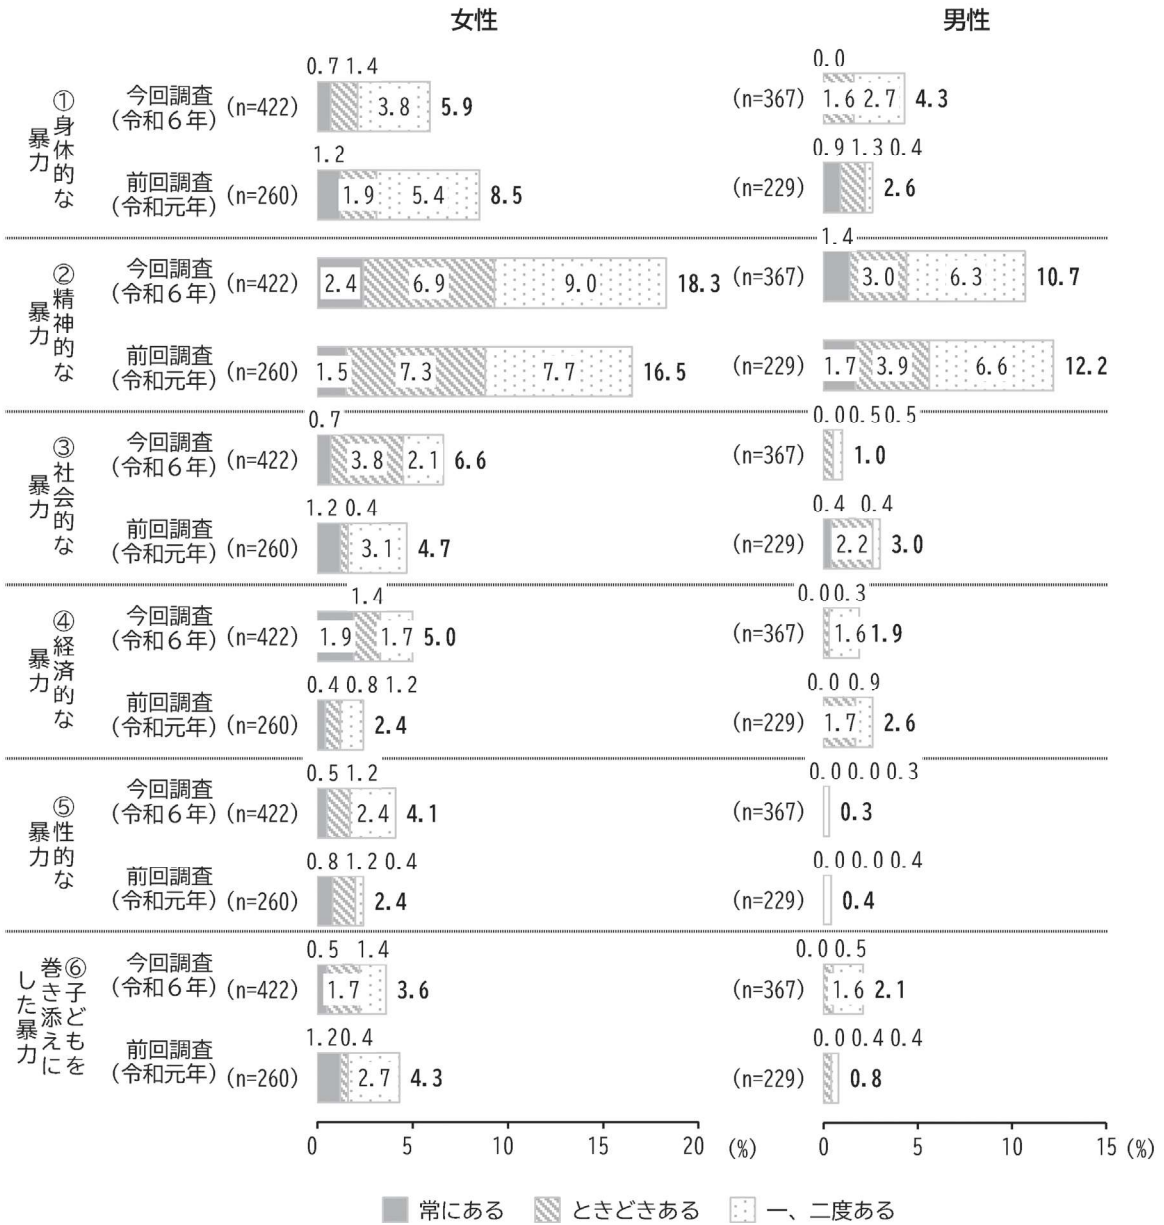 女性 男性
①身体的な
暴力
0.7 1.4
今回調査
(令和6年) (n=422) 3.8 5.9
0.0
(n=367) 1.6 2.7 4.3
1.2
前回調査
(令和元年) (n=260) 1.9 5.4 8.5
0.9 1.3 0.4
(n=229) 2.6
②精神的な
暴力
今回調査
(令和6年) (n=422) 2.4 6.9 9.0 18.3
1.4
(n=367) 3.0 6.3 10.7
前回調査
(令和元年) (n=260) 1.5 7.3 7.7 16.5
(n=229) 1.7 3.9 6.6 12.2
③社会的な
暴力
0.7
今回調査
(令和6年) (n=422) 3.8 2.1 6.6
0.0 0.5 0.5
(n=367) 1.0
1.2 0.4
前回調査
(令和元年) (n=260) 3.1 4.7
0.4 0.4
(n=229) 2.2 3.0
④経済的な
暴力
1.4
今回調査
(令和6年) (n=422) 1.9 1.7 5.0
0.0 0.3
(n=367) 1.6 1.9
0.4 0.8 1.2
前回調査
(令和元年) (n=260) 2.4
0.0 0.9
(n=229) 1.7 2.6
⑤性的な
暴力
0.5 1.2
今回調査
(令和6年) (n=422) 2.4 4.1
0.0 0.0 0.3
(n=367) 0.3
0.8 1.2 0.4
前回調査
(令和元年) (n=260) 2.4
0.0 0.0 0.4
(n=229) 0.4
⑥子どもを
巻き添えに
した暴力
0.5 1.4
今回調査
(令和6年) (n=422) 1.7 3.6
0.0 0.5
(n=367) 1.6 2.1
1.2 0.4
前回調査
(令和元年) (n=260) 2.7 4.3
0.0 0.4 0.4
(n=229) 0.8
0 5 10 15 20 (%)
0 5 10 15 (%)
常にある ときどきある 一、二度ある